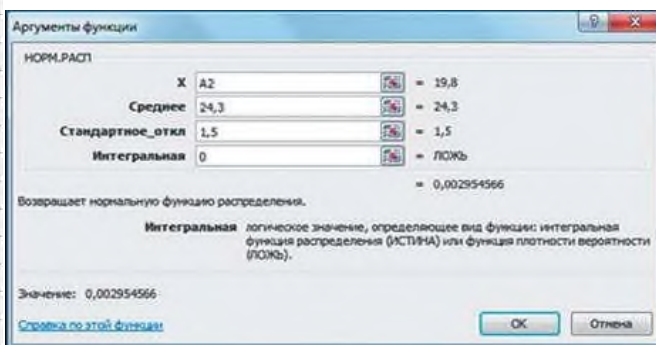 Аргументы функции
НОРМ.РАСП
X A2 = 19,8
Среднее 24,3 = 24,3
Стандартное_откл 1,5 = 1,5
Интегральная 0 = ЛОЖЬ
= 0,002954566
Возвращает нормальную функцию распределения.
Интегральная логическое значение, определяющее вид функции: интегральная
функция распределения (ИСТИНА) или функция плотности вероятности
(ЛОЖЬ).
Значение: 0,002954566
Справка по этой функции
ОК
Отмена